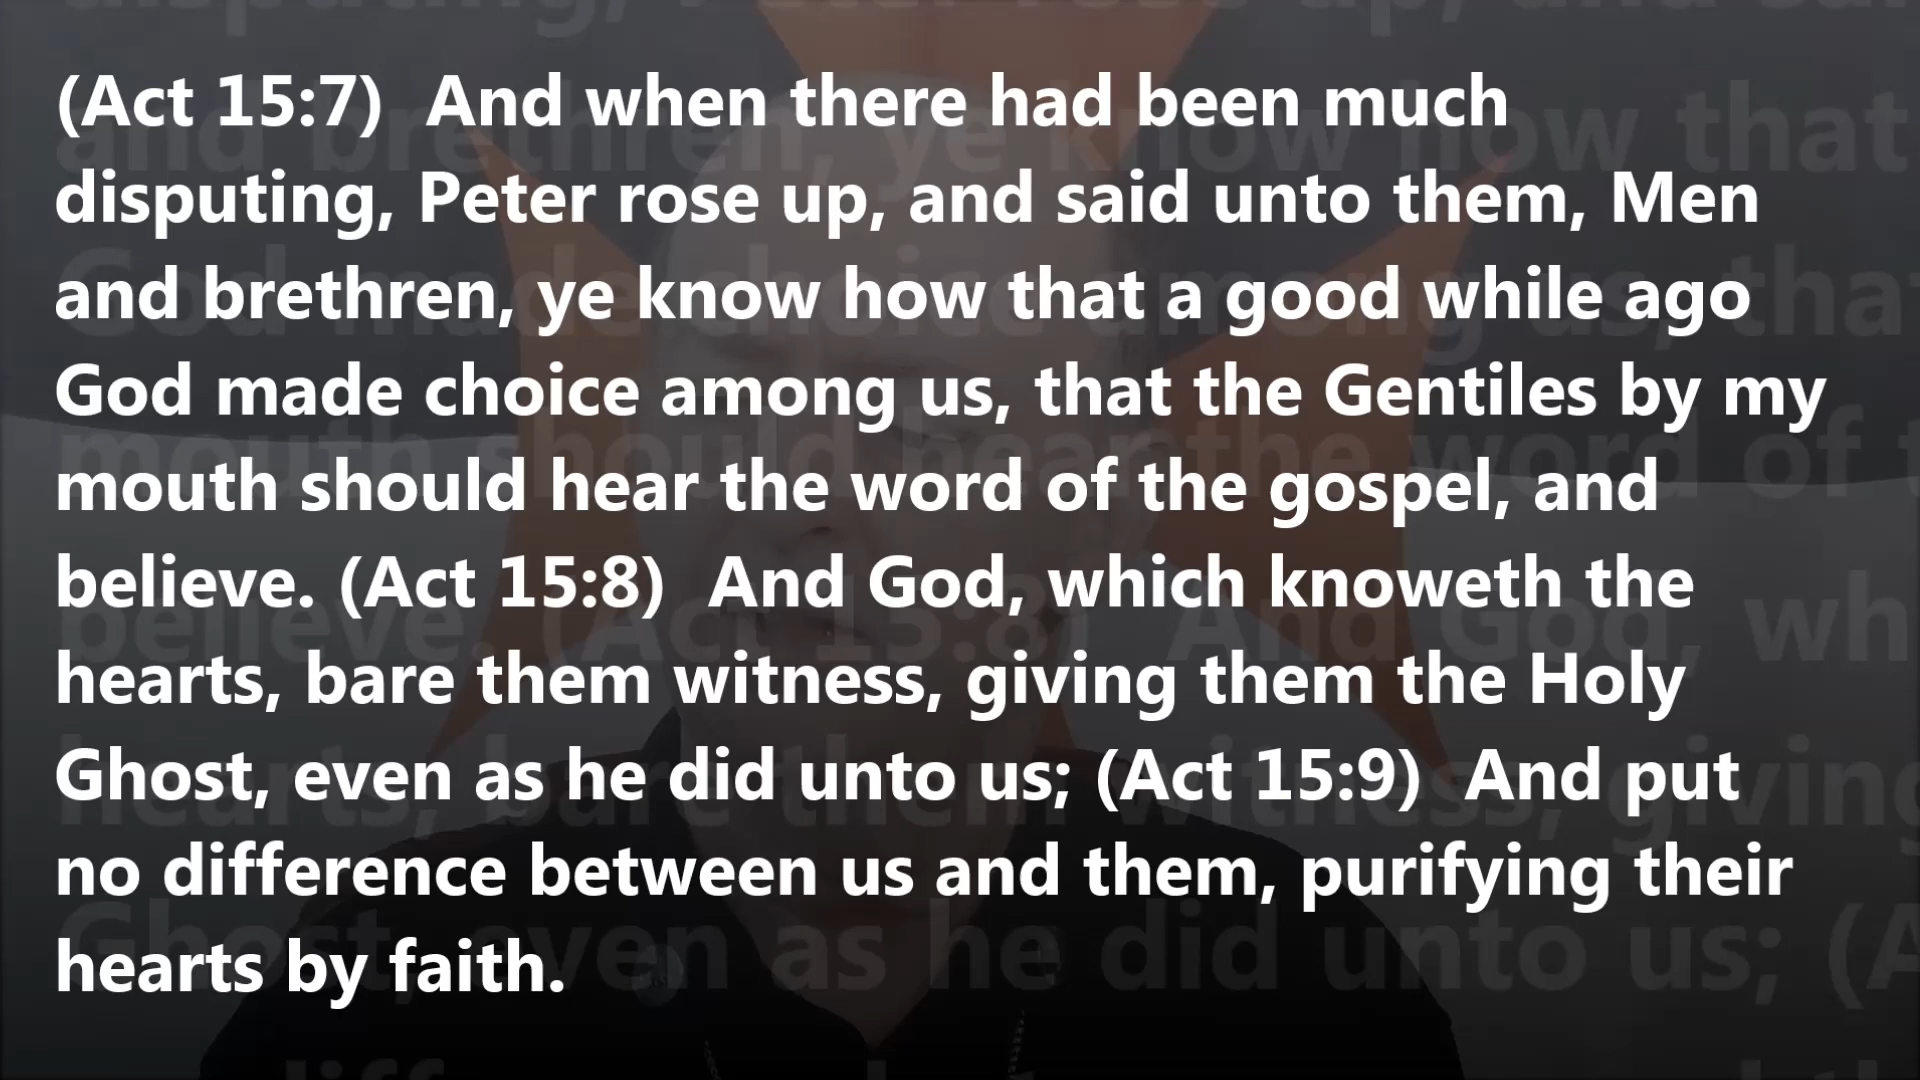 (Act 15:7)  And when there had been much
disputing, Peter rose up, and said unto them, Men
and brethren, ye know how that a good while ago
God made choice among us, that the Gentiles by my
mouth should hear the word of the gospel, and
believe. (Act 15:8)  And God, which knoweth the
hearts, bare them witness, giving them the Holy
Ghost, even as he did unto us; (Act 15:9)  And put
no difference between us and them, purifying their
hearts by faith.